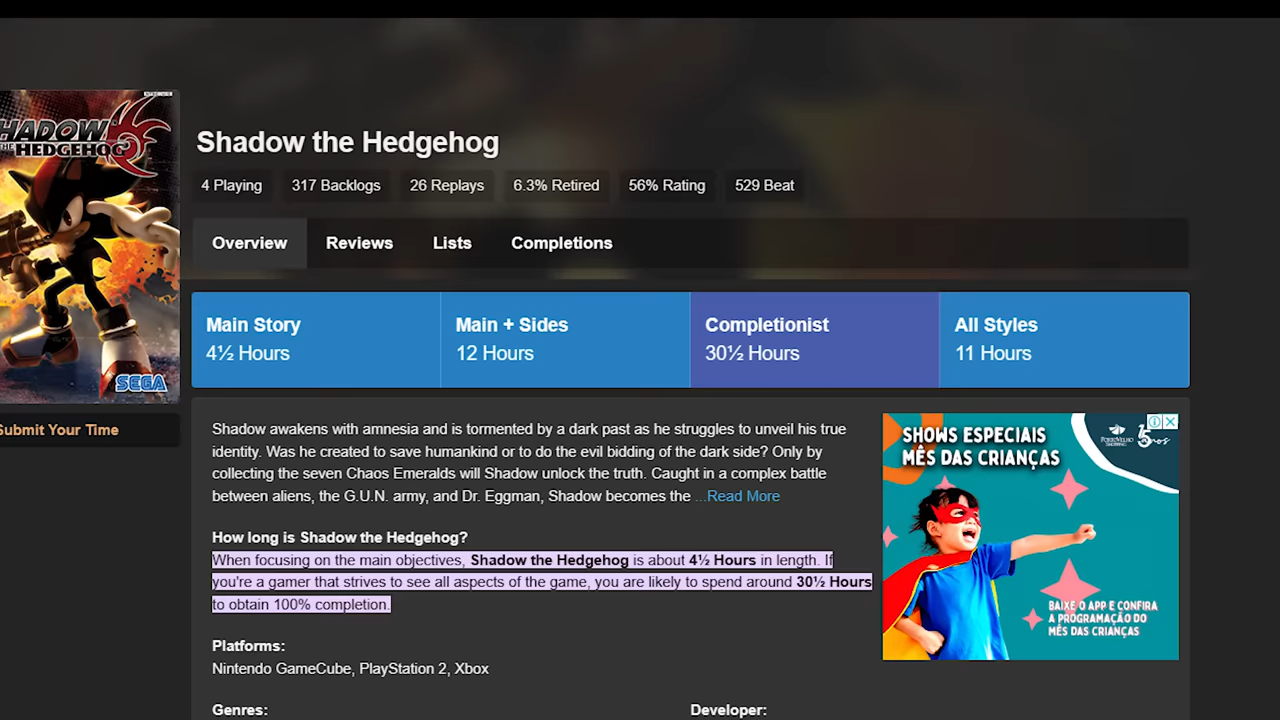 SHADOW
THE HEDGEHOG
SEGA
Submit Your Time
Shadow the Hedgehog
4 Playing
317 Backlogs
26 Replays
6.3% Retired
56% Rating
529 Beat
Overview
Reviews
Lists
Completions
Main Story
4½ Hours
Main + Sides
12 Hours
Completionist
30½ Hours
All Styles
11 Hours
Shadow awakens with amnesia and is tormented by a dark past as he struggles to unveil his true
identity. Was he created to save humankind or to do the evil bidding of the dark side? Only by
collecting the seven Chaos Emeralds will Shadow unlock the truth. Caught in a complex battle
between aliens, the G.U.N. army, and Dr. Eggman, Shadow becomes the ...Read More
How long is Shadow the Hedgehog?
When focusing on the main objectives, Shadow the Hedgehog is about 4½ Hours in length. If
you're a gamer that strives to see all aspects of the game, you are likely to spend around 30½ Hours
to obtain 100% completion.
Platforms:
Nintendo GameCube, PlayStation 2, Xbox
Genres:
Developer:
SHOWS ESPECIAIS
MÊS DAS CRIANÇAS
PORTO VELHO
SHOPPING
15 anos
BAIXE O APP E CONFIRA
A PROGRAMAÇÃO DO
MÊS DAS CRIANÇAS